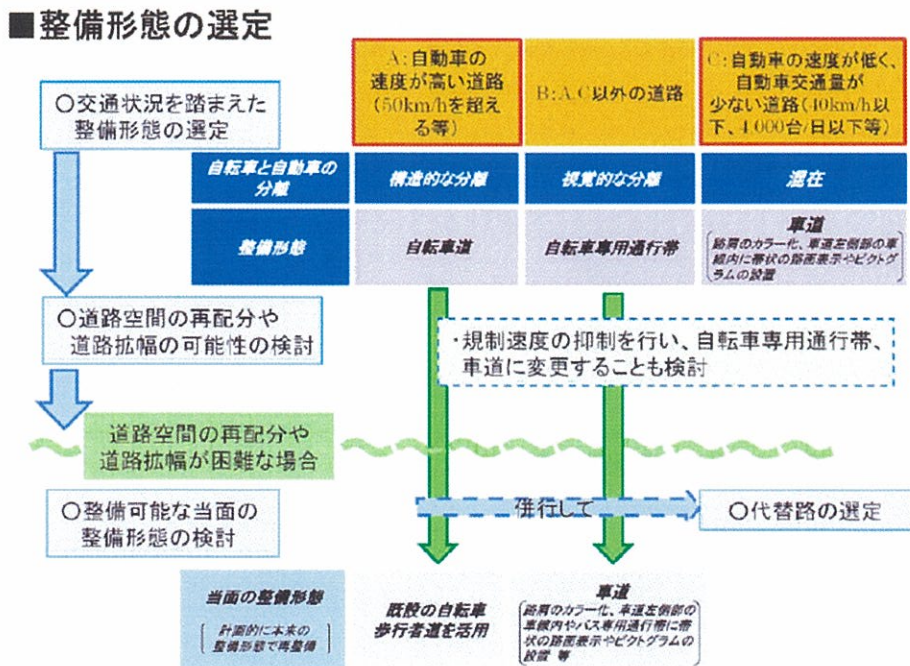 ■整備形態の選定
A:自動車の
速度が高い道路
(50km/hを超え
る等)
B:A,C以外の道路
C:自動車の速度が低く、
自動車交通量が
少ない道路(40km/h以
下、4,000台/日以下等)
○交通状況を踏まえた
整備形態の選定
自転車と自動車の
分離
構造的な分離
視覚的な分離
混在
整備形態
自転車道
自転車専用通行帯
車道
路肩のカラー化、車道左側部の車
線内に帯状の路面表示やピクトグ
ラムの設置
○道路空間の再配分や
道路拡幅の可能性の検討
・規制速度の抑制を行い、自転車専用通行帯、
車道に変更することも検討
道路空間の再配分や
道路拡幅が困難な場合
○整備可能な当面の
整備形態の検討
併行して
○代替路の選定
当面の整備形態
計画的に本来の
整備形態で再整備
既設の自転車
歩行者道を活用
車道
路肩のカラー化、車道左側部の
車線内やバス専用通行帯に帯
状の路面表示やピクトグラムの
設置 等